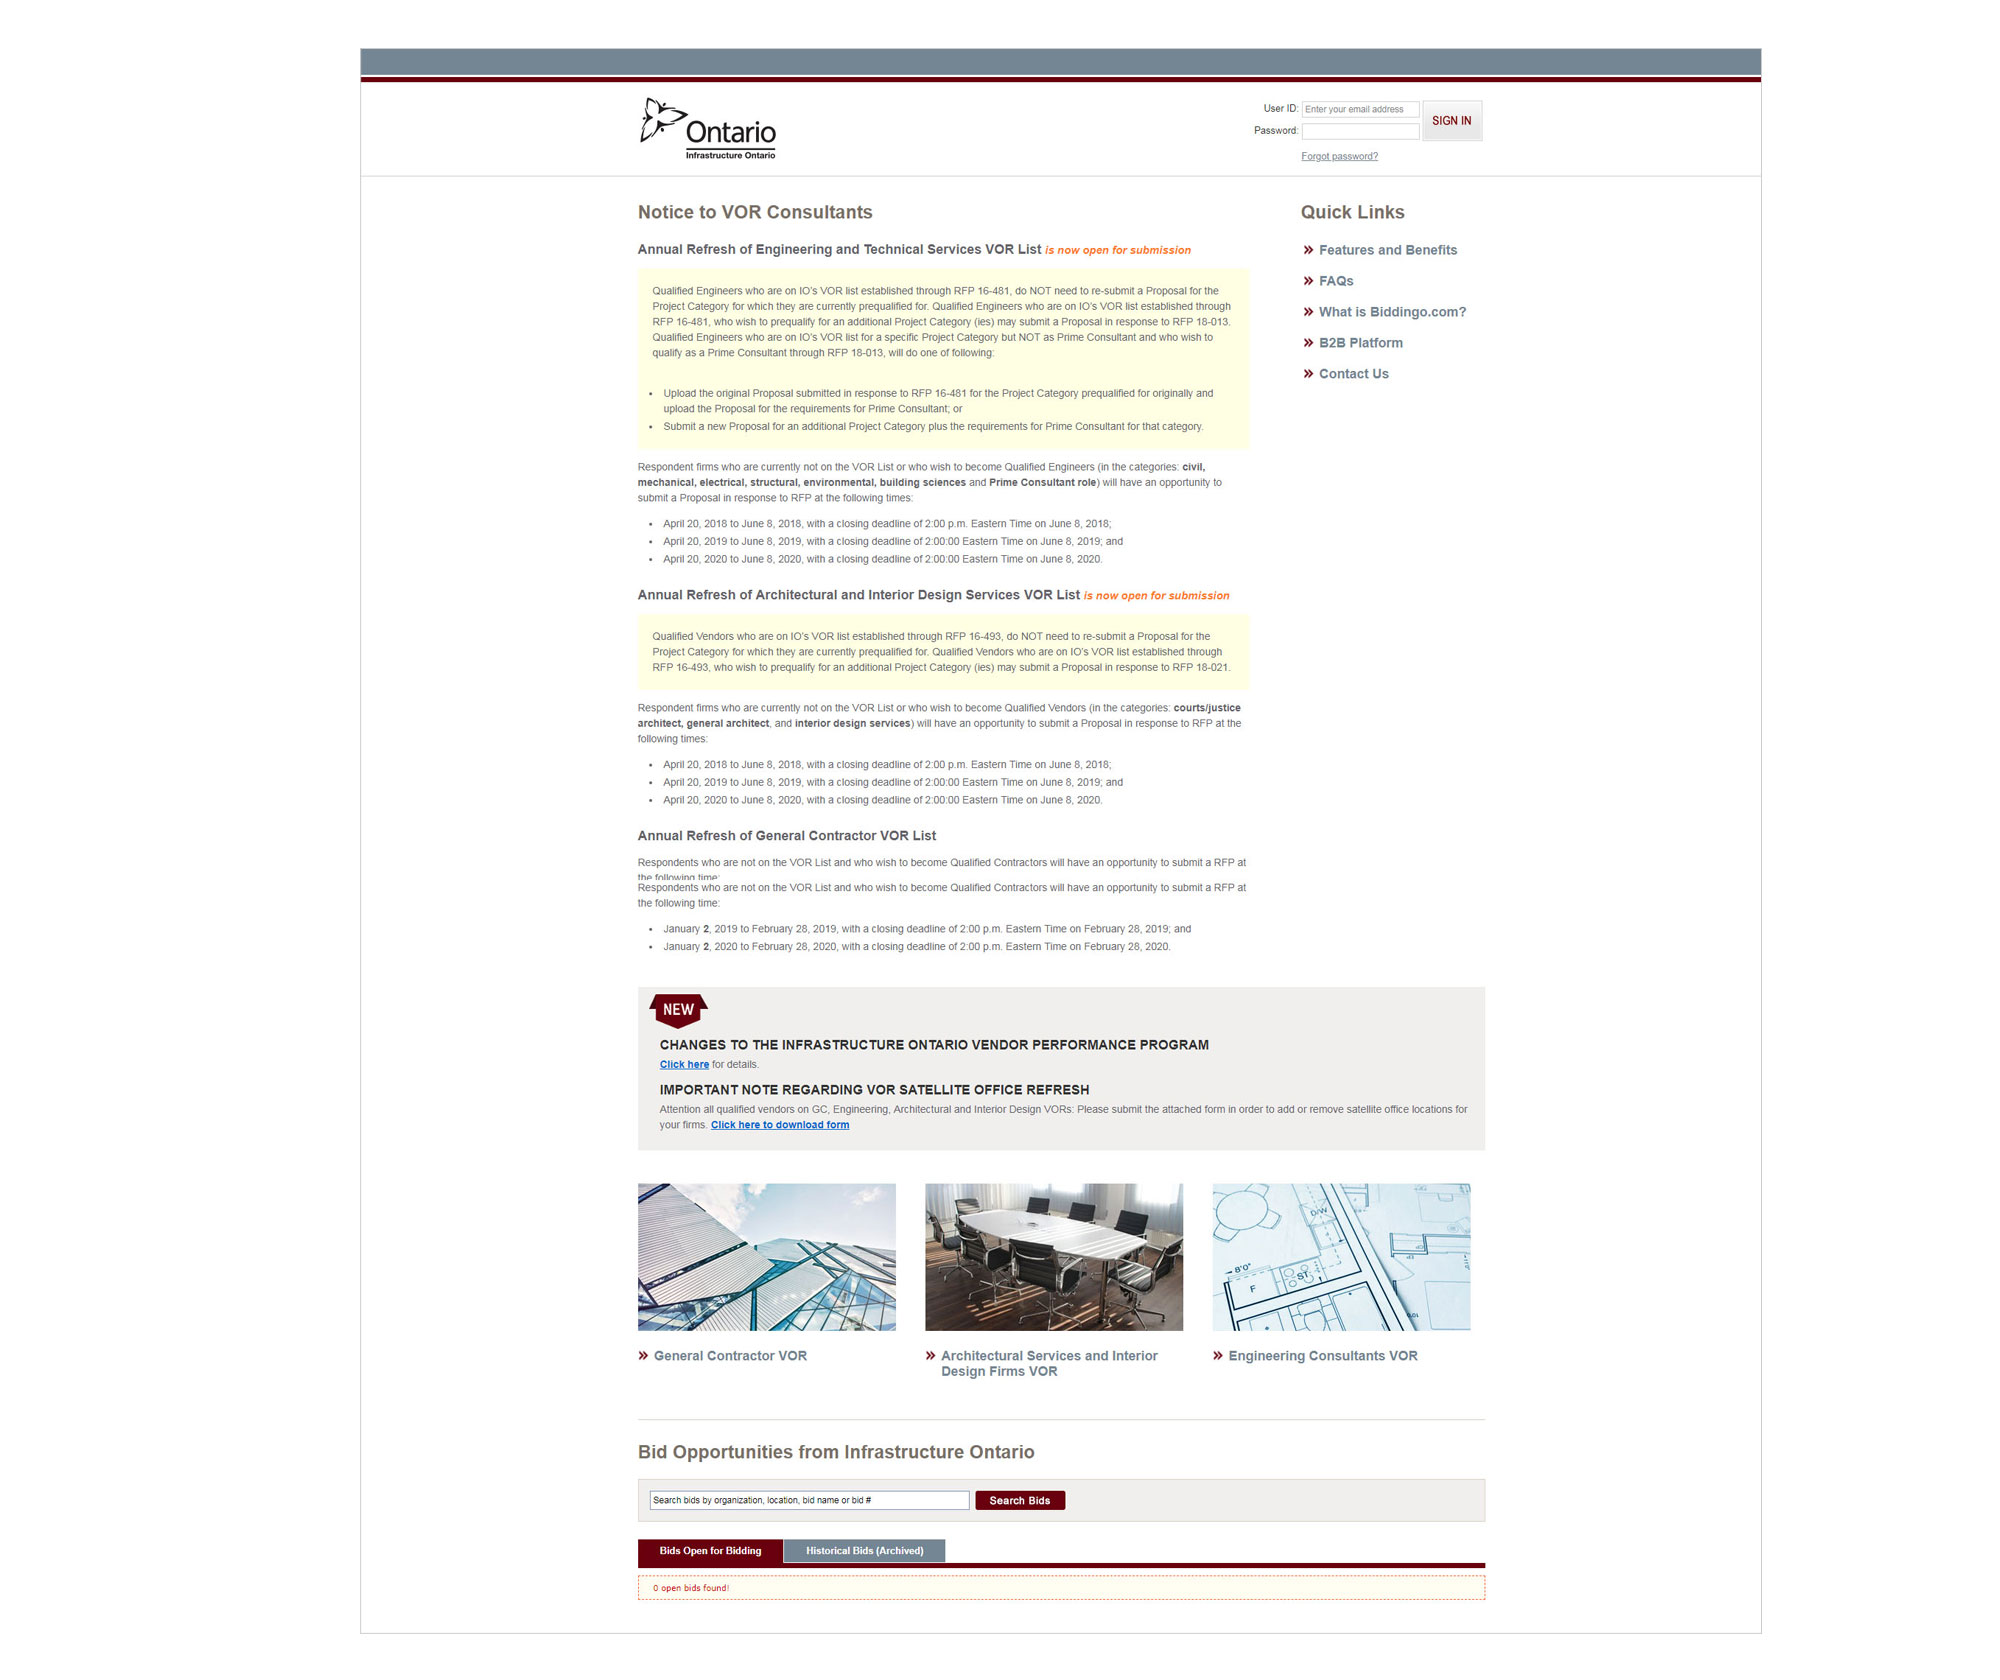 Ontario
Infrastructure Ontario
User ID: Enter your email address
SIGN IN
Password:
Forgot password?
Notice to VOR Consultants
Annual Refresh of Engineering and Technical Services VOR List is now open for submission
Qualified Engineers who are on IO's VOR list established through RFP 16-481, do NOT need to re-submit a Proposal for the
Project Category for which they are currently prequalified for. Qualified Engineers who are on IO's VOR list established through
RFP 16-481, who wish to prequalify for an additional Project Category (ies) may submit a Proposal in response to RFP 18-013.
Qualified Engineers who are on IO's VOR list for a specific Project Category but NOT as Prime Consultant and who wish to
qualify as a Prime Consultant through RFP 18-013, will do one of following:
• Upload the original Proposal submitted in response to RFP 16-481 for the Project Category prequalified for originally and
upload the Proposal for the requirements for Prime Consultant; or
• Submit a new Proposal for an additional Project Category plus the requirements for Prime Consultant for that category.
Respondent firms who are currently not on the VOR List or who wish to become Qualified Engineers (in the categories: civil,
mechanical, electrical, structural, environmental, building sciences and Prime Consultant role) will have an opportunity to
submit a Proposal in response to RFP at the following times:
• April 20, 2018 to June 8, 2018, with a closing deadline of 2:00 p.m. Eastern Time on June 8, 2018;
• April 20, 2019 to June 8, 2019, with a closing deadline of 2:00:00 Eastern Time on June 8, 2019; and
• April 20, 2020 to June 8, 2020, with a closing deadline of 2:00:00 Eastern Time on June 8, 2020.
Annual Refresh of Architectural and Interior Design Services VOR List is now open for submission
Qualified Vendors who are on IO's VOR list established through RFP 16-493, do NOT need to re-submit a Proposal for the
Project Category for which they are currently prequalified for. Qualified Vendors who are on IO's VOR list established through
RFP 16-493, who wish to prequalify for an additional Project Category (ies) may submit a Proposal in response to RFP 18-021.
Respondent firms who are currently not on the VOR List or who wish to become Qualified Vendors (in the categories: courts/justice
architect, general architect, and interior design services) will have an opportunity to submit a Proposal in response to RFP at the
following times:
• April 20, 2018 to June 8, 2018, with a closing deadline of 2:00 p.m. Eastern Time on June 8, 2018;
• April 20, 2019 to June 8, 2019, with a closing deadline of 2:00:00 Eastern Time on June 8, 2019; and
• April 20, 2020 to June 8, 2020, with a closing deadline of 2:00:00 Eastern Time on June 8, 2020.
Annual Refresh of General Contractor VOR List
Respondents who are not on the VOR List and who wish to become Qualified Contractors will have an opportunity to submit a RFP at
the following time:
Respondents who are not on the VOR List and who wish to become Qualified Contractors will have an opportunity to submit a RFP at
the following time:
• January 2, 2019 to February 28, 2019, with a closing deadline of 2:00 p.m. Eastern Time on February 28, 2019; and
• January 2, 2020 to February 28, 2020, with a closing deadline of 2:00 p.m. Eastern Time on February 28, 2020.
Quick Links
Features and Benefits
FAQs
What is Biddingo.com?
B2B Platform
Contact Us
NEW
CHANGES TO THE INFRASTRUCTURE ONTARIO VENDOR PERFORMANCE PROGRAM
Click here for details.
IMPORTANT NOTE REGARDING VOR SATELLITE OFFICE REFRESH
Attention all qualified vendors on GC, Engineering, Architectural and Interior Design VORs: Please submit the attached form in order to add or remove satellite office locations for
your firms. Click here to download form
D/W
8'0"
F
ST.
General Contractor VOR
Architectural Services and Interior
Design Firms VOR
Engineering Consultants VOR
Bid Opportunities from Infrastructure Ontario
Search bids by organization, location, bid name or bid #
Search Bids
Bids Open for Bidding
Historical Bids (Archived)
0 open bids found!